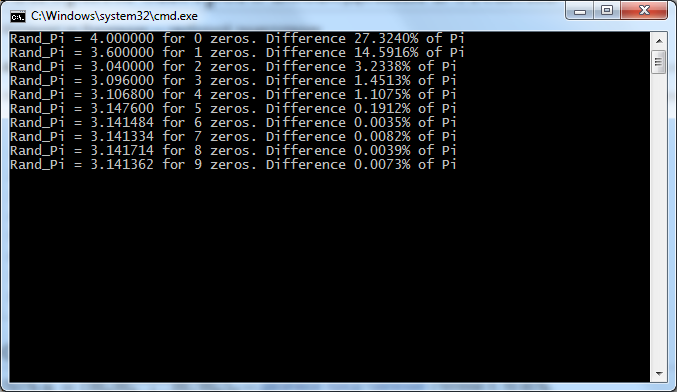 C:\Windows\system32\cmd.exe
Rand_Pi = 4.000000 for 0 zeros. Difference 27.3240% of Pi
Rand_Pi = 3.600000 for 1 zeros. Difference 14.5916% of Pi
Rand_Pi = 3.040000 for 2 zeros. Difference 3.2338% of Pi
Rand_Pi = 3.096000 for 3 zeros. Difference 1.4513% of Pi
Rand_Pi = 3.106800 for 4 zeros. Difference 1.1075% of Pi
Rand_Pi = 3.147600 for 5 zeros. Difference 0.1912% of Pi
Rand_Pi = 3.141484 for 6 zeros. Difference 0.0035% of Pi
Rand_Pi = 3.141334 for 7 zeros. Difference 0.0082% of Pi
Rand_Pi = 3.141714 for 8 zeros. Difference 0.0039% of Pi
Rand_Pi = 3.141362 for 9 zeros. Difference 0.0073% of Pi